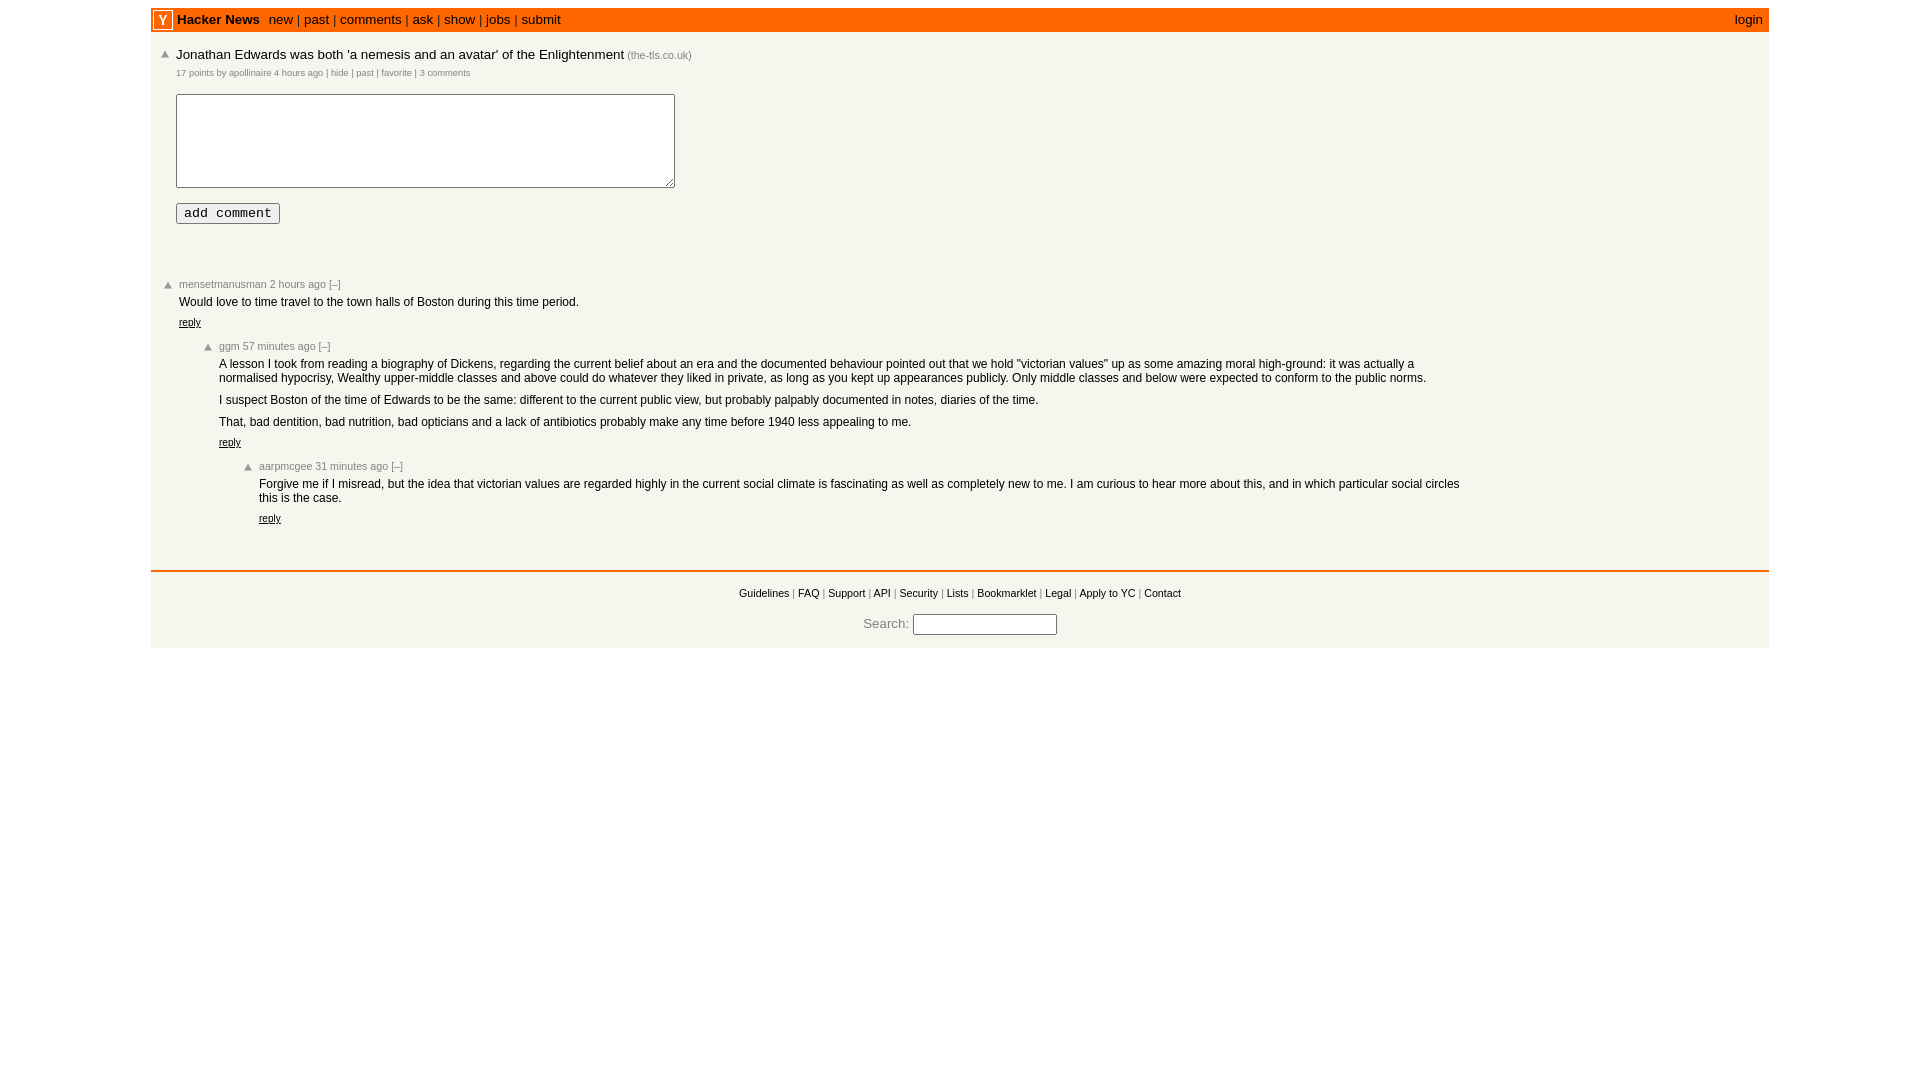 Y Hacker News new | past | comments | ask | show | jobs | submit login
Jonathan Edwards was both 'a nemesis and an avatar' of the Enlightenment (the-tls.co.uk)
17 points by apollinaire 4 hours ago | hide | past | favorite | 3 comments
add comment
mensetmanusman 2 hours ago [–]
Would love to time travel to the town halls of Boston during this time period.
reply
ggm 57 minutes ago [–]
A lesson I took from reading a biography of Dickens, regarding the current belief about an era and the documented behaviour pointed out that we hold "victorian values" up as some amazing moral high-ground: it was actually a
normalised hypocrisy, Wealthy upper-middle classes and above could do whatever they liked in private, as long as you kept up appearances publicly. Only middle classes and below were expected to conform to the public norms.
I suspect Boston of the time of Edwards to be the same: different to the current public view, but probably palpably documented in notes, diaries of the time.
That, bad dentition, bad nutrition, bad opticians and a lack of antibiotics probably make any time before 1940 less appealing to me.
reply
aarpmcgee 31 minutes ago [–]
Forgive me if I misread, but the idea that victorian values are regarded highly in the current social climate is fascinating as well as completely new to me. I am curious to hear more about this, and in which particular social circles
this is the case.
reply
Guidelines | FAQ | Support | API | Security | Lists | Bookmarklet | Legal | Apply to YC | Contact
Search: